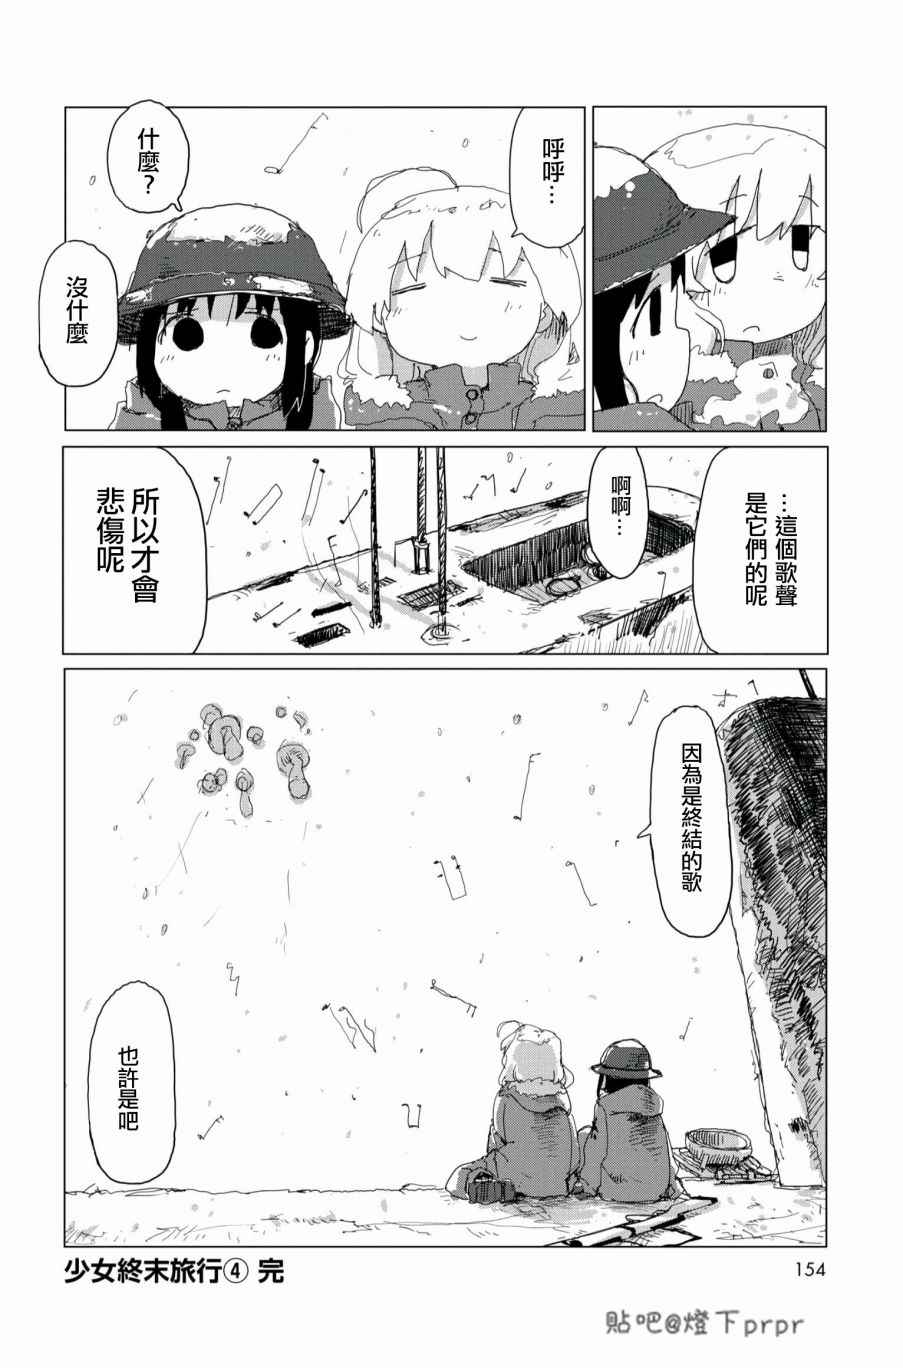 呼呼…
什麼？
沒什麼
…這個歌聲
是它們的呢
啊啊…
所以才會
悲傷呢
因為是終結的歌
也許是吧
少女終末旅行④ 完
154
貼吧@燈下prpr